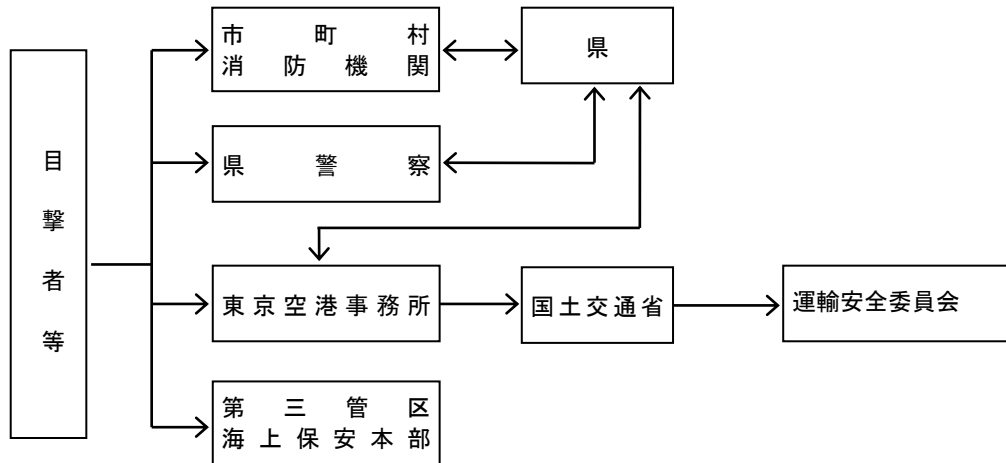 目撃者等
市町村
消防機関
県
県警察
東京空港事務所
国土交通省
運輸安全委員会
第三管区
海上保安本部